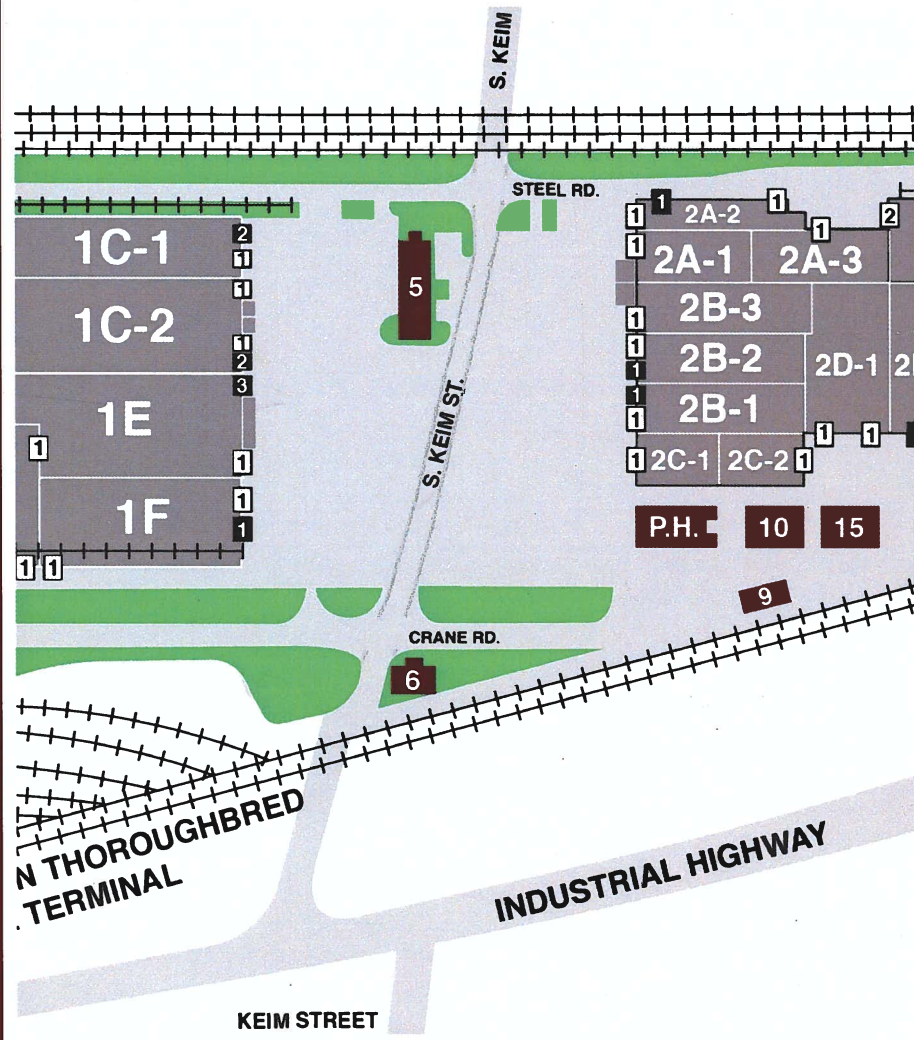 S. KEIM
STEEL RD.
1
1
1
2A-2
2
1
1C-1
2
1
2A-1
2A-3
1
5
1
1C-2
2B-3
1
1
2
1
2B-2
2D-1
1
1E
3
1
2B-1
1
S. KEIM ST.
1
1
1
1
1
2C-1
2C-2
1
1
1F
1
P.H.
10
15
1
1
9
CRANE RD.
6
N THOROUGHBRED
. TERMINAL
INDUSTRIAL HIGHWAY
KEIM STREET